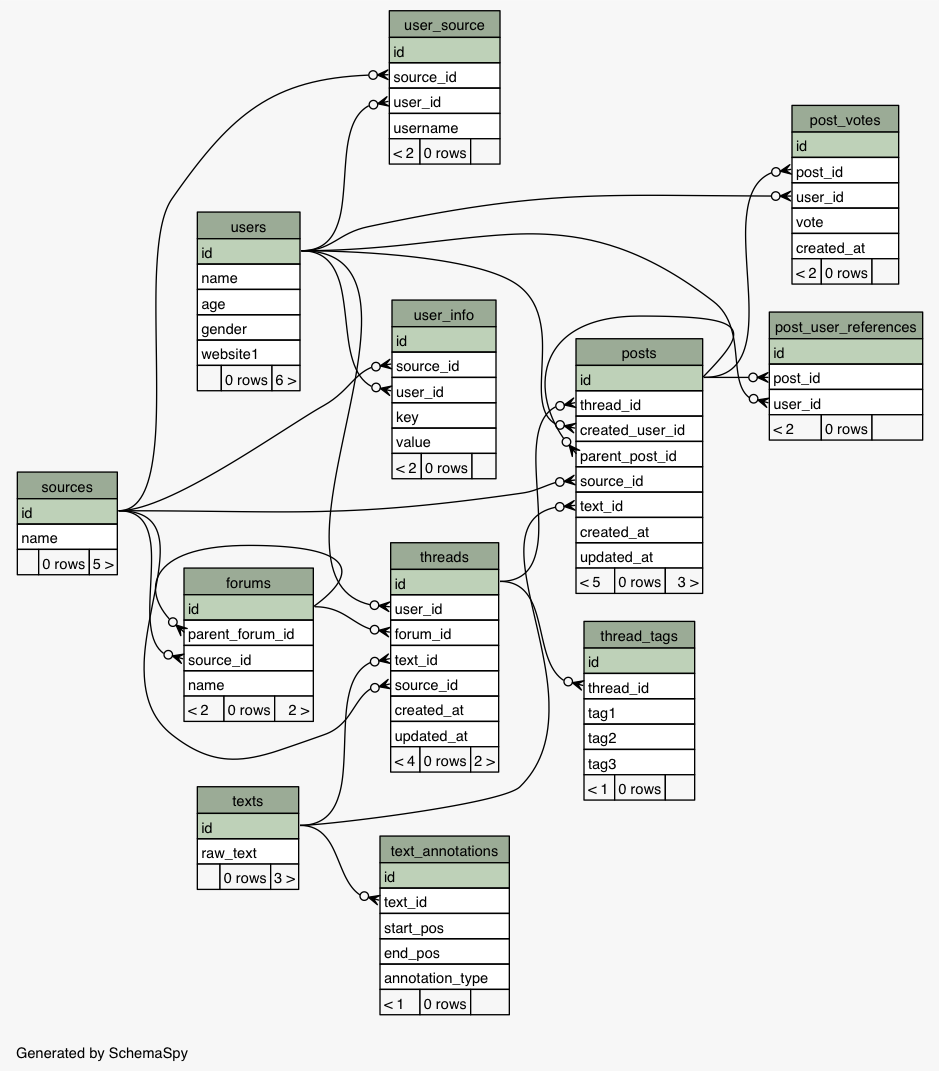 user_source
id
source_id
user_id
username
< 2 0 rows
post_votes
id
post_id
user_id
vote
created_at
< 2 0 rows
users
id
name
age
gender
website1
0 rows 6 >
user_info
id
source_id
user_id
key
value
< 2 0 rows
post_user_references
id
post_id
user_id
< 2 0 rows
posts
id
thread_id
created_user_id
parent_post_id
source_id
text_id
created_at
updated_at
< 5 0 rows 3 >
sources
id
name
0 rows 5 >
forums
id
parent_forum_id
source_id
name
< 2 0 rows 2 >
threads
id
user_id
forum_id
text_id
source_id
created_at
updated_at
< 4 0 rows 2 >
thread_tags
id
thread_id
tag1
tag2
tag3
< 1 0 rows
texts
id
raw_text
0 rows 3 >
text_annotations
id
text_id
start_pos
end_pos
annotation_type
< 1 0 rows
Generated by SchemaSpy